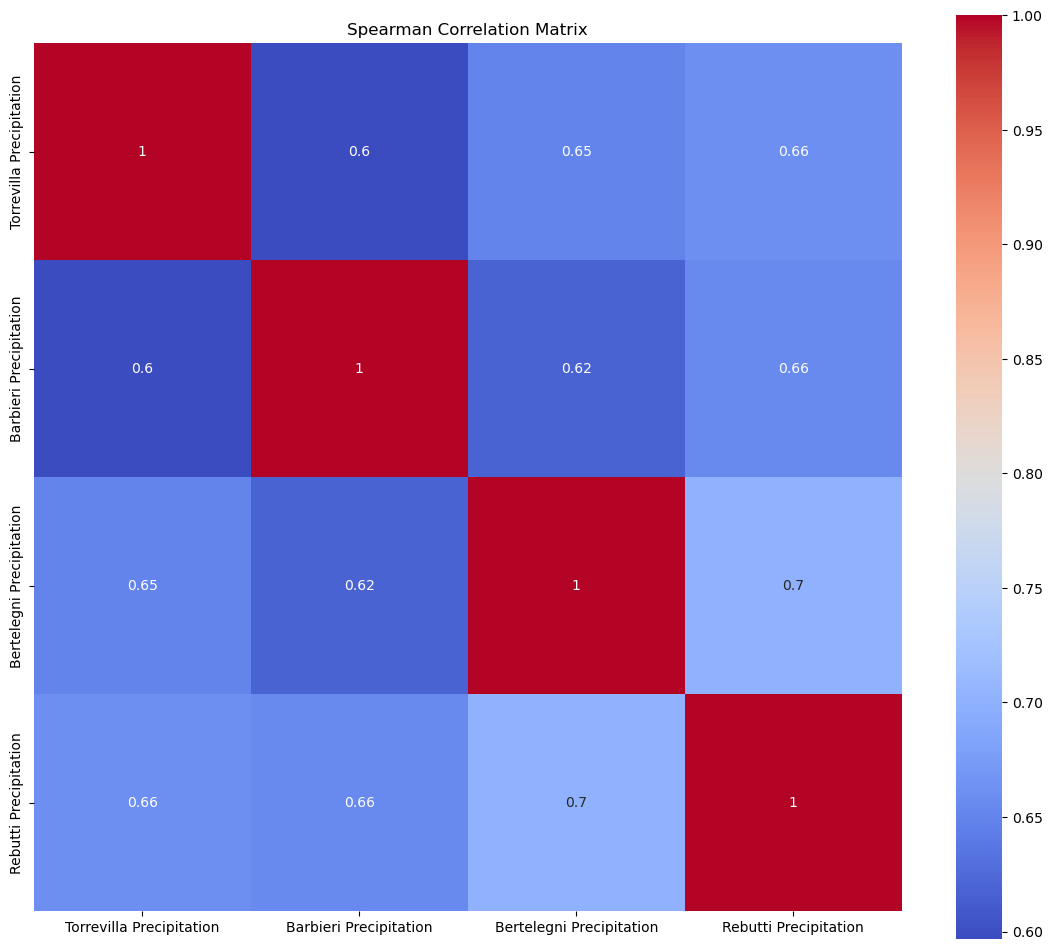 Spearman Correlation Matrix
Torrevilla Precipitation
1
0.6
0.65
0.66
Barbieri Precipitation
0.6
1
0.62
0.66
Bertelegni Precipitation
0.65
0.62
1
0.7
Rebutti Precipitation
0.66
0.66
0.7
1
Torrevilla Precipitation
Barbieri Precipitation
Bertelegni Precipitation
Rebutti Precipitation
1.00
0.95
0.90
0.85
0.80
0.75
0.70
0.65
0.60